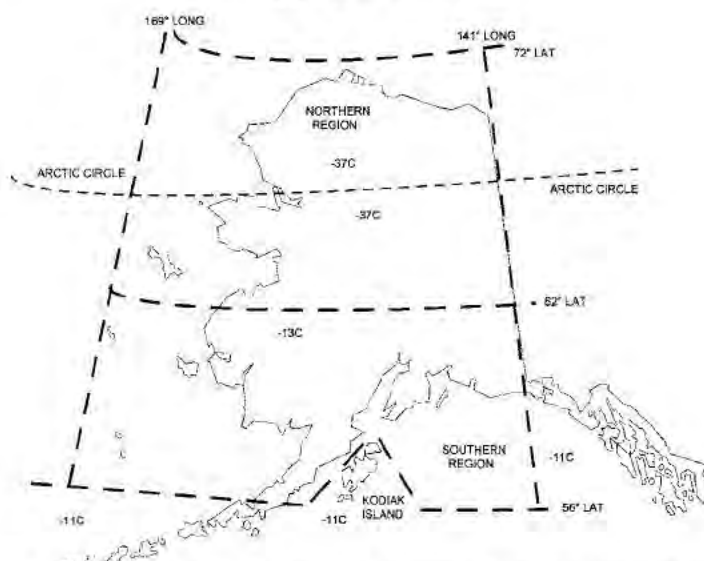 169° LONG
141° LONG
72° LAT
NORTHERN
REGION
-37C
ARCTIC CIRCLE
ARCTIC CIRCLE
-37C
62° LAT
-13C
SOUTHERN
REGION
-11C
KODIAK
ISLAND
-11C
-11C
56° LAT